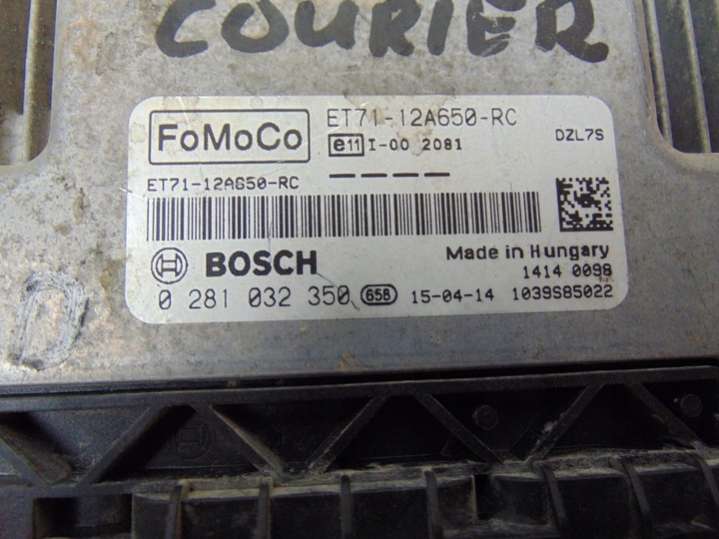 COURIER
FoMoCo
ET71-12A650-RC
e11 I-00 2081
DZL7S
ET71-12A650-RC
BOSCH
Made in Hungary
1414 0098
0 281 032 350 658 15-04-14 1039S85022
D